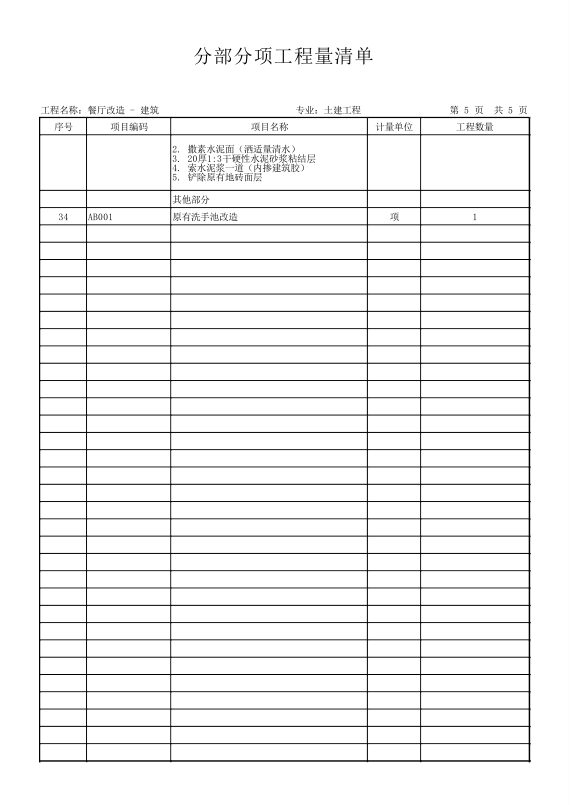 分部分项工程量清单
工程名称：餐厅改造 - 建筑 专业：土建工程 第 5 页 共 5 页
序号 项目编码 项目名称 计量单位 工程数量
2. 撒素水泥面（洒适量清水）
3. 20厚1:3干硬性水泥砂浆粘结层
4. 索水泥浆一道（内掺建筑胶）
5. 铲除原有地砖面层
其他部分
34 AB001 原有洗手池改造 项 1